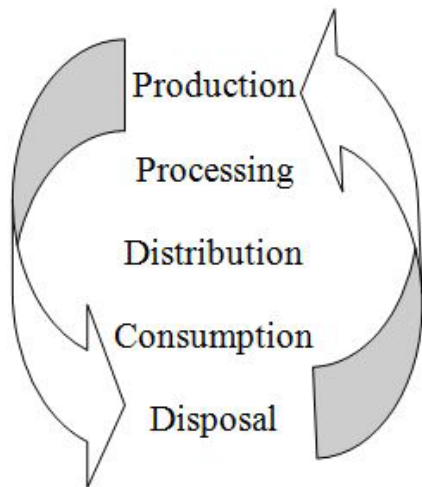 Production
Processing
Distribution
Consumption
Disposal